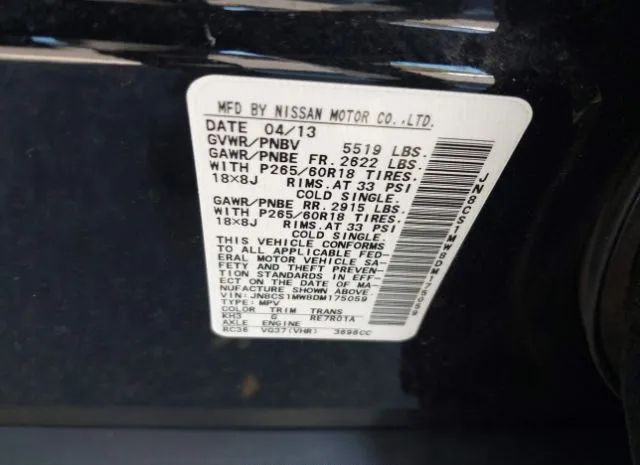 MFD BY NISSAN MOTOR CO.,LTD.
DATE 04/13
GVWR/PNBV 5519 LBS.
GAWR/PNBE FR. 2622 LBS.
WITH P265/60R18 TIRES.
18×8J RIMS.AT 33 PSI
COLD SINGLE.
GAWR/PNBE RR. 2915 LBS.
WITH P265/60R18 TIRES.
18×8J RIMS.AT 33 PSI
COLD SINGLE.
THIS VEHICLE CONFORMS
TO ALL APPLICABLE FED-
ERAL MOTOR VEHICLE SA-
FETY AND THEFT PREVEN-
TION STANDARDS IN EFF-
ECT ON THE DATE OF MA-
NUFACTURE SHOWN ABOVE.
VIN: JN8CS1MW8DM175059
TYPE: MPV
COLOR TRIM TRANS
KH3 G RE7R01A
AXLE ENGINE
RC36 VQ37(VHR) 3696CC
JN8CS1MW8DM175059